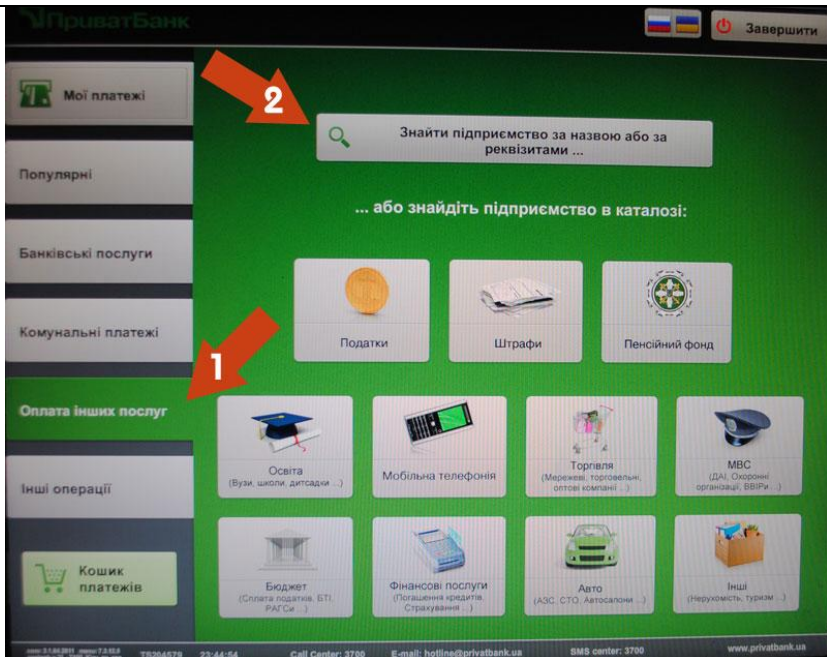 ПриватБанк
Завершити
Мої платежі
2
Знайти підприємство за назвою або за
реквізитами ...
Популярні
... або знайдіть підприємство в каталозі:
Банківські послуги
Комунальні платежі
Податки
Штрафи
Пенсійний фонд
1
Оплата інших послуг
Освіта
(Вузи, школи, дитсадки ...)
Мобільна телефонія
Торгівля
(Мережеві, торговельні,
оптові компанії ...)
МВС
(ДАІ, Охоронні
організації, ВВІРи ...)
Інші операції
Кошик
платежів
Бюджет
(Сплата податків, БТІ,
РАГСи ...)
Фінансові послуги
(Погашення кредитів,
Страхування ...)
Авто
(АЗС, СТО, Автосалони ...)
Інші
(Нерухомість, туризм ...)
TS204579
23:44:54
Call Center: 3700
E-mail: hotline@privatbank.ua
SMS center: 3700
www.privatbank.ua